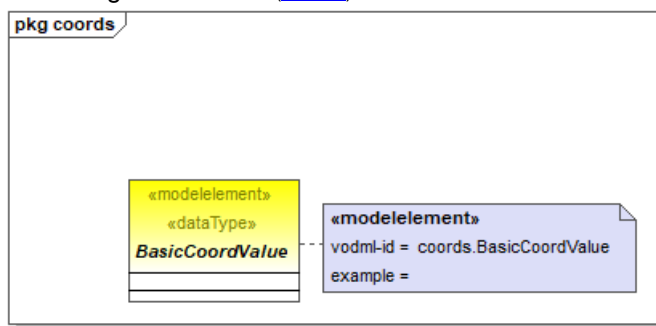 pkg coords
«modelelement»
«dataType»
BasicCoordValue
«modelelement»
vodml-id = coords.BasicCoordValue
example =